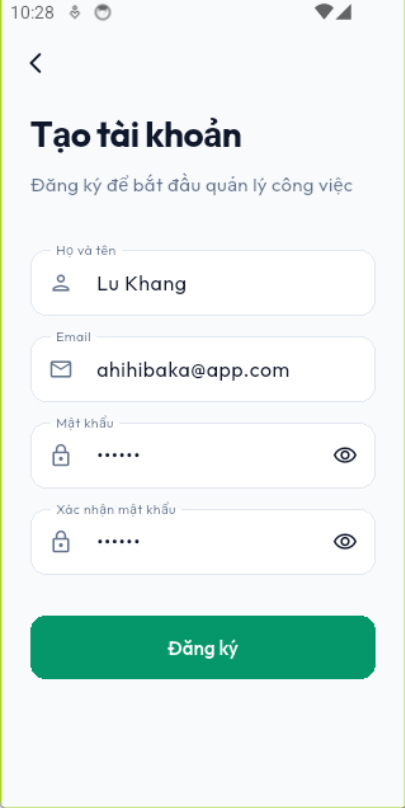 10:28
Tạo tài khoản
Đăng ký để bắt đầu quản lý công việc
Họ và tên
Lu Khang
Email
ahihibaka@app.com
Mật khẩu
••••••
Xác nhận mật khẩu
••••••
Đăng ký